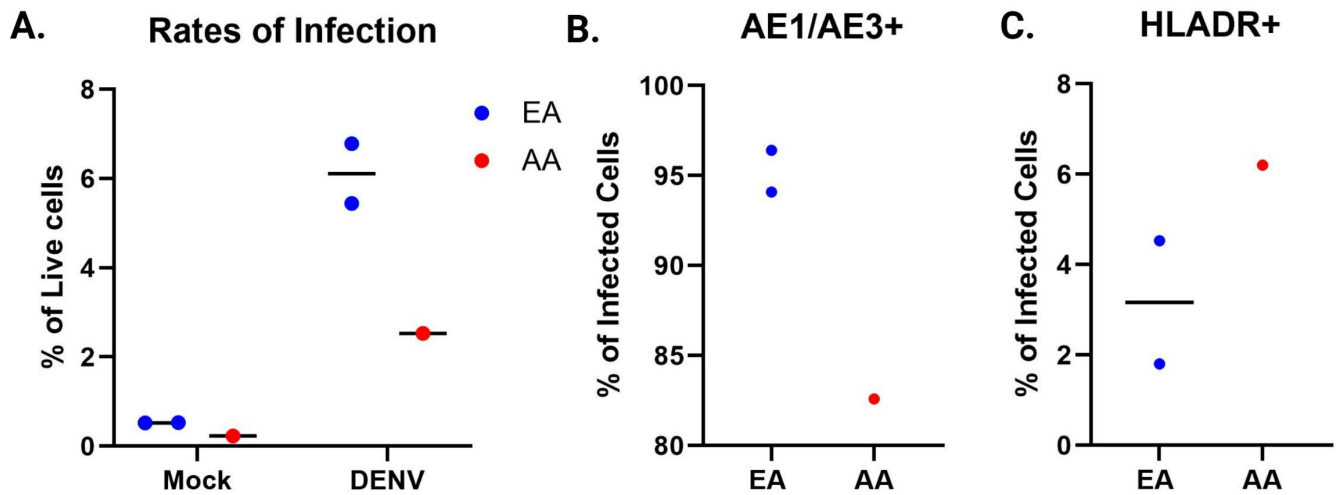 A.
Rates of Infection
% of Live cells
8
6
4
2
0
Mock
DENV
EA
AA
B.
AE1/AE3+
% of Infected Cells
100
95
90
85
80
EA
AA
C.
HLADR+
% of Infected Cells
8
6
4
2
0
EA
AA